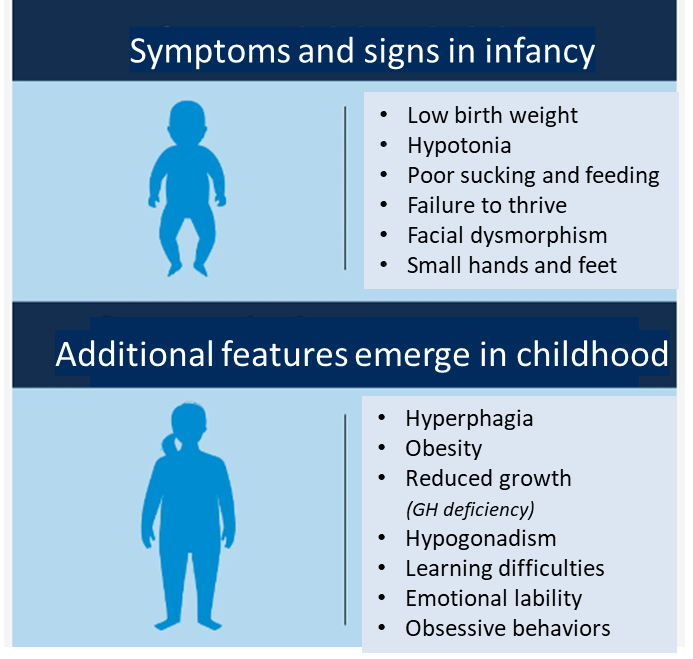 Symptoms and signs in infancy
• Low birth weight
• Hypotonia
• Poor sucking and feeding
• Failure to thrive
• Facial dysmorphism
• Small hands and feet
Additional features emerge in childhood
• Hyperphagia
• Obesity
• Reduced growth
(GH deficiency)
• Hypogonadism
• Learning difficulties
• Emotional lability
• Obsessive behaviors